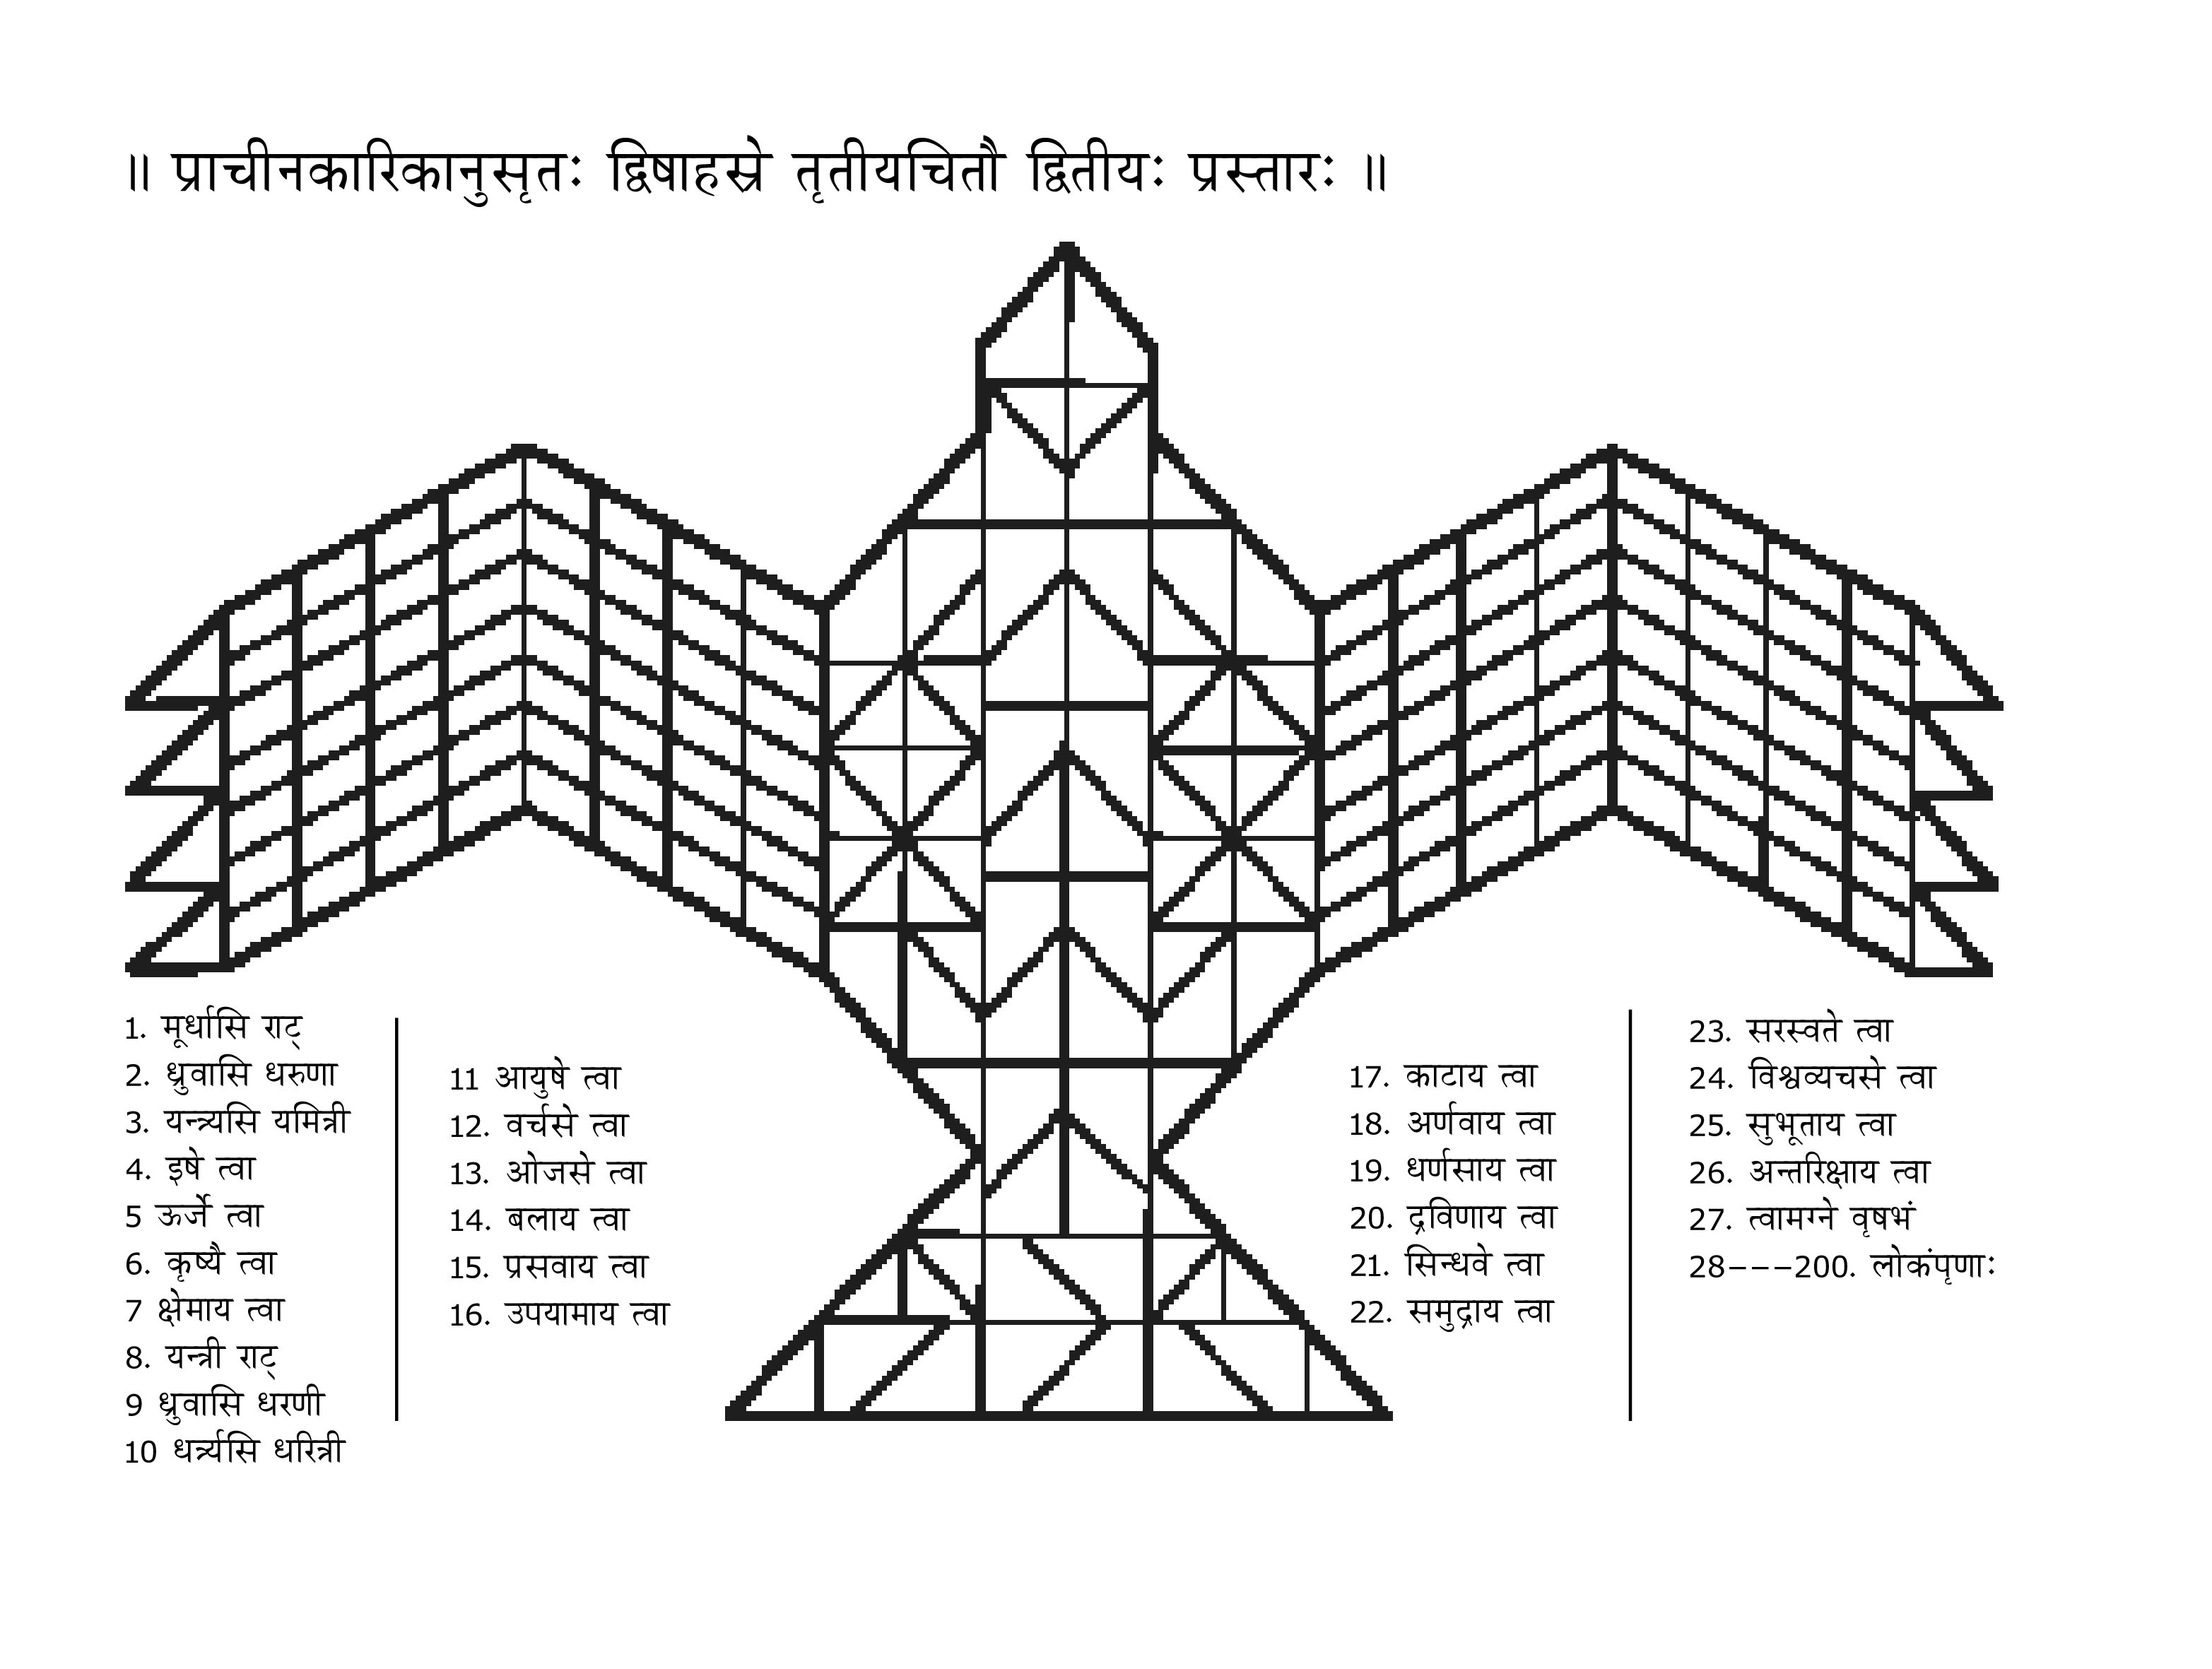 ॥ प्राचीनकारिकानुसृतः द्विषाहस्रे तृतीयचितौ द्वितीयः प्रस्तारः ॥
1. मूर्धासि राट्
2. ध्रुवासि धरुणा
3. यन्त्र्यसि यमित्री
4. इषे त्वा
5 ऊर्जे त्वा
6. कृष्यै त्वा
7 क्षेमाय त्वा
8. यन्त्री राट्
9 ध्रुवासि धरणी
10 धर्त्र्यसि धरित्री
11 आयुषे त्वा
12. वर्चसे त्वा
13. ओजसे त्वा
14. बलाय त्वा
15. प्रसवाय त्वा
16. उपयामाय त्वा
17. काटाय त्वा
18. अर्णवाय त्वा
19. धर्णसाय त्वा
20. द्रविणाय त्वा
21. सिन्धवे त्वा
22. समुद्राय त्वा
23. सरस्वते त्वा
24. विश्वव्यचसे त्वा
25. सुभूताय त्वा
26. अन्तरिक्षाय त्वा
27. त्वामग्ने वृषभं
28---200. लोकंपृणाः